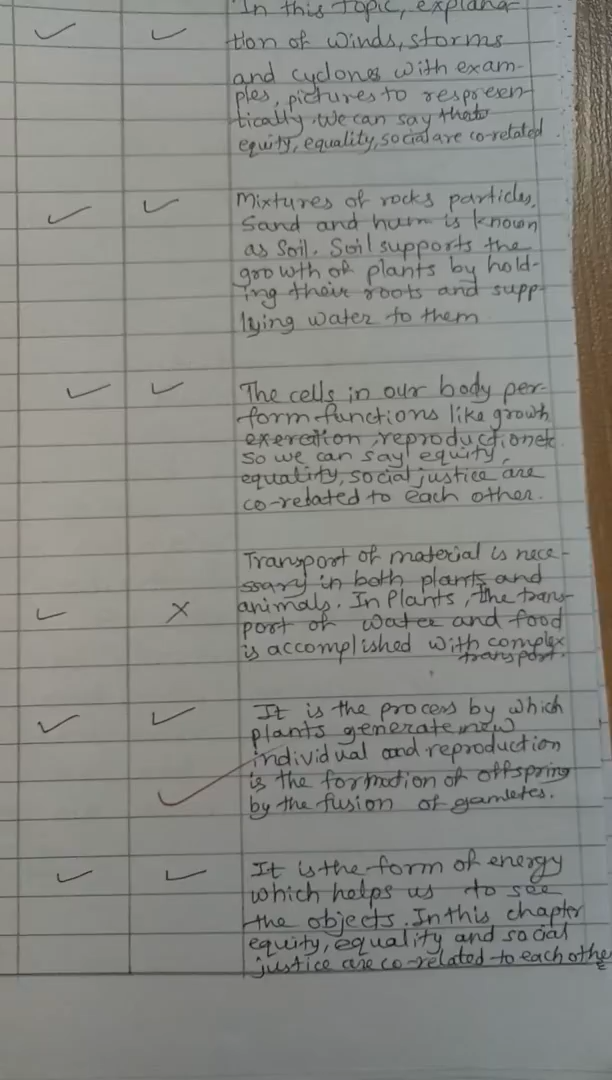 In this topic, explana-
tion of winds, storms
and cyclones with exam-
ples, pictures to respresen-
tically. We can say that
equity, equality, social are co-related
Mixtures of rocks particles,
Sand and hum is known
as Soil. Soil supports the
growth of plants by hold-
ing their roots and supp-
lying water to them
The cells in our body per-
form functions like growth
exeretion, reproduction etc
so we can say equity,
equality, social justice are
co-related to each other.
Transport of material is nece-
ssary in both plants and
animals. In Plants, the trans-
port of water and food
is accomplished with complex
transport.
It is the process by which
plants generate new
individual and reproduction
is the formation of offspring
by the fusion of gametes.
It is the form of energy
which helps us to see
the objects. In this chapter
equity, equality and social
justice are co-related to each othe